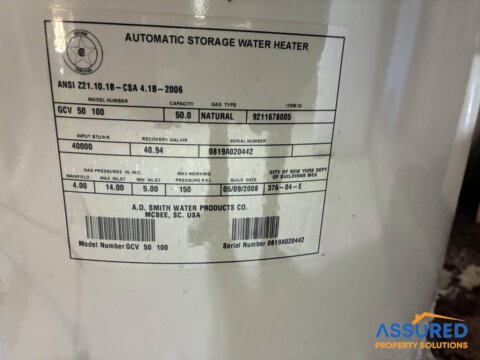 AUTOMATIC STORAGE WATER HEATER
ANSI Z21.10.1B-CSA 4.1B-2006
MODEL NUMBER CAPACITY GAS TYPE ITEM ID
GCV 50 100 50.0 NATURAL 9211678005
INPUT BTU/HR RECOVERY GAL/HR SERIAL NUMBER
40000 40.94 0819A020442
GAS PRESSURES IN W.C. MAX WORKING CITY OF NEW YORK DEPT
MANIFOLD MAX INLET MIN INLET PRESSURE P.S.I. BUILD DATE OF BUILDINGS MEA
4.00 14.00 5.00 150 05/09/2008 376-04-E
A.O. SMITH WATER PRODUCTS CO.
MCBEE, SC. USA
Model Number GCV 50 100 Serial Number 0819A020442
ASSURED
PROPERTY SOLUTIONS